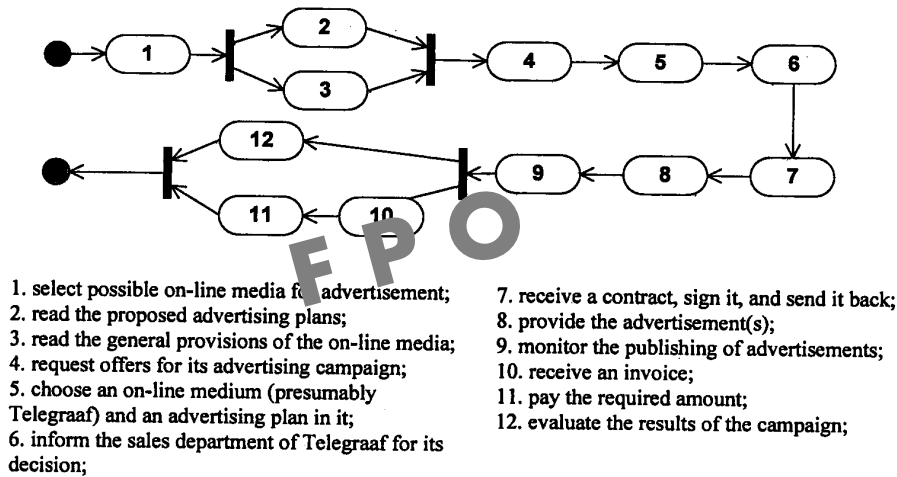 1
2
3
4
5
6
12
11
10
9
8
7
FPO
1. select possible on-line media for advertisement;
2. read the proposed advertising plans;
3. read the general provisions of the on-line media;
4. request offers for its advertising campaign;
5. choose an on-line medium (presumably
Telegraaf) and an advertising plan in it;
6. inform the sales department of Telegraaf for its
decision;
7. receive a contract, sign it, and send it back;
8. provide the advertisement(s);
9. monitor the publishing of advertisements;
10. receive an invoice;
11. pay the required amount;
12. evaluate the results of the campaign;